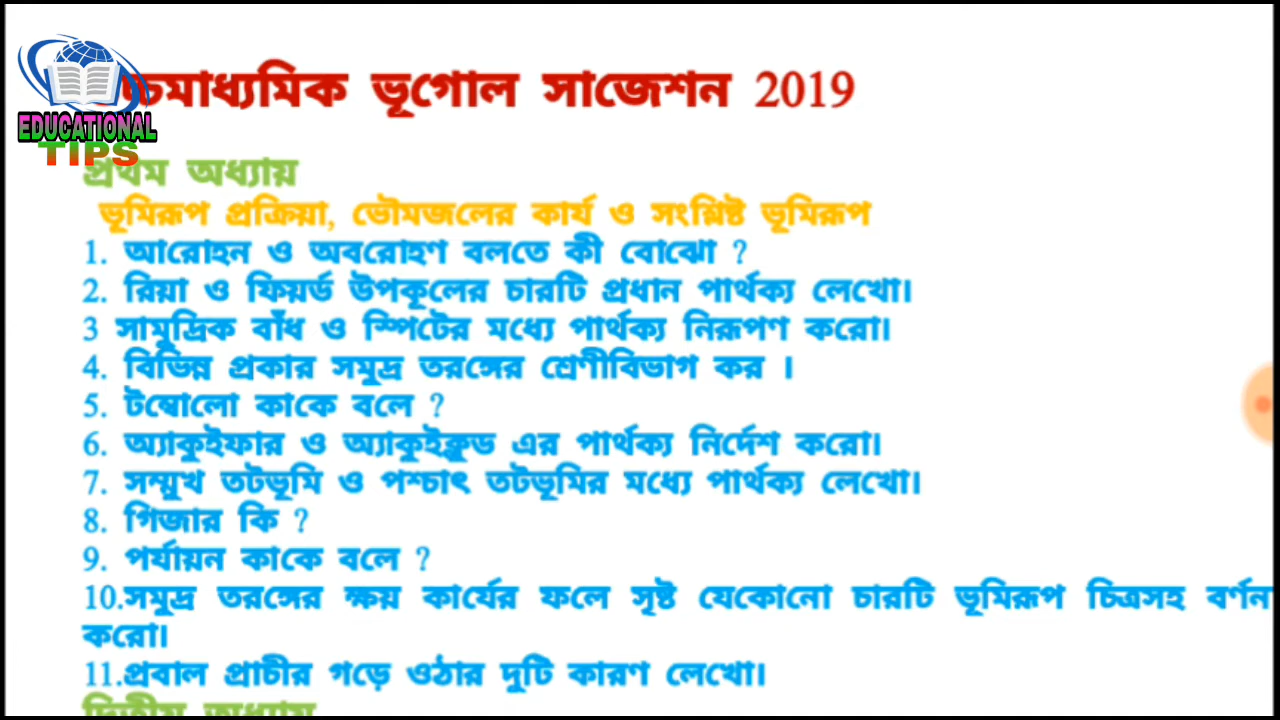 EDUCATIONAL
TIPS
চ্চমাধ্যমিক ভূগোল সাজেশন 2019
প্রথম অধ্যায়
ভূমিরূপ প্রক্রিয়া, ভৌমজলের কার্য ও সংশ্লিষ্ট ভূমিরূপ
1. আরোহন ও অবরোহণ বলতে কী বোঝো ?
2. রিয়া ও ফিয়র্ড উপকূলের চারটি প্রধান পার্থক্য লেখো।
3 সামুদ্রিক বাঁধ ও স্পিটের মধ্যে পার্থক্য নিরূপণ করো।
4. বিভিন্ন প্রকার সমুদ্র তরঙ্গের শ্রেণীবিভাগ কর ।
5. টম্বোলো কাকে বলে ?
6. অ্যাকুইফার ও অ্যাকুইক্লুড এর পার্থক্য নির্দেশ করো।
7. সম্মুখ তটভূমি ও পশ্চাৎ তটভূমির মধ্যে পার্থক্য লেখো।
8. গিজার কি ?
9. পর্যায়ন কাকে বলে ?
10.সমুদ্র তরঙ্গের ক্ষয় কার্যের ফলে সৃষ্ট যেকোনো চারটি ভূমিরূপ চিত্রসহ বর্ণন
করো।
11.প্রবাল প্রাচীর গড়ে ওঠার দুটি কারণ লেখো।
দ্বিতীয় অধ্যায়